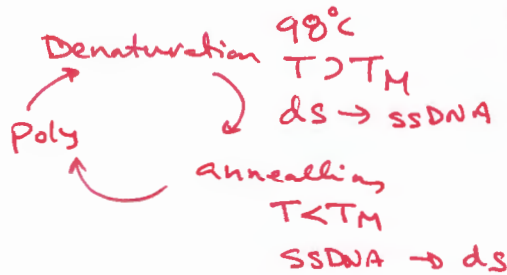 98°C
Denaturation
T > TM
ds → ssDNA
Poly
annealling
T < TM
ssDNA → ds